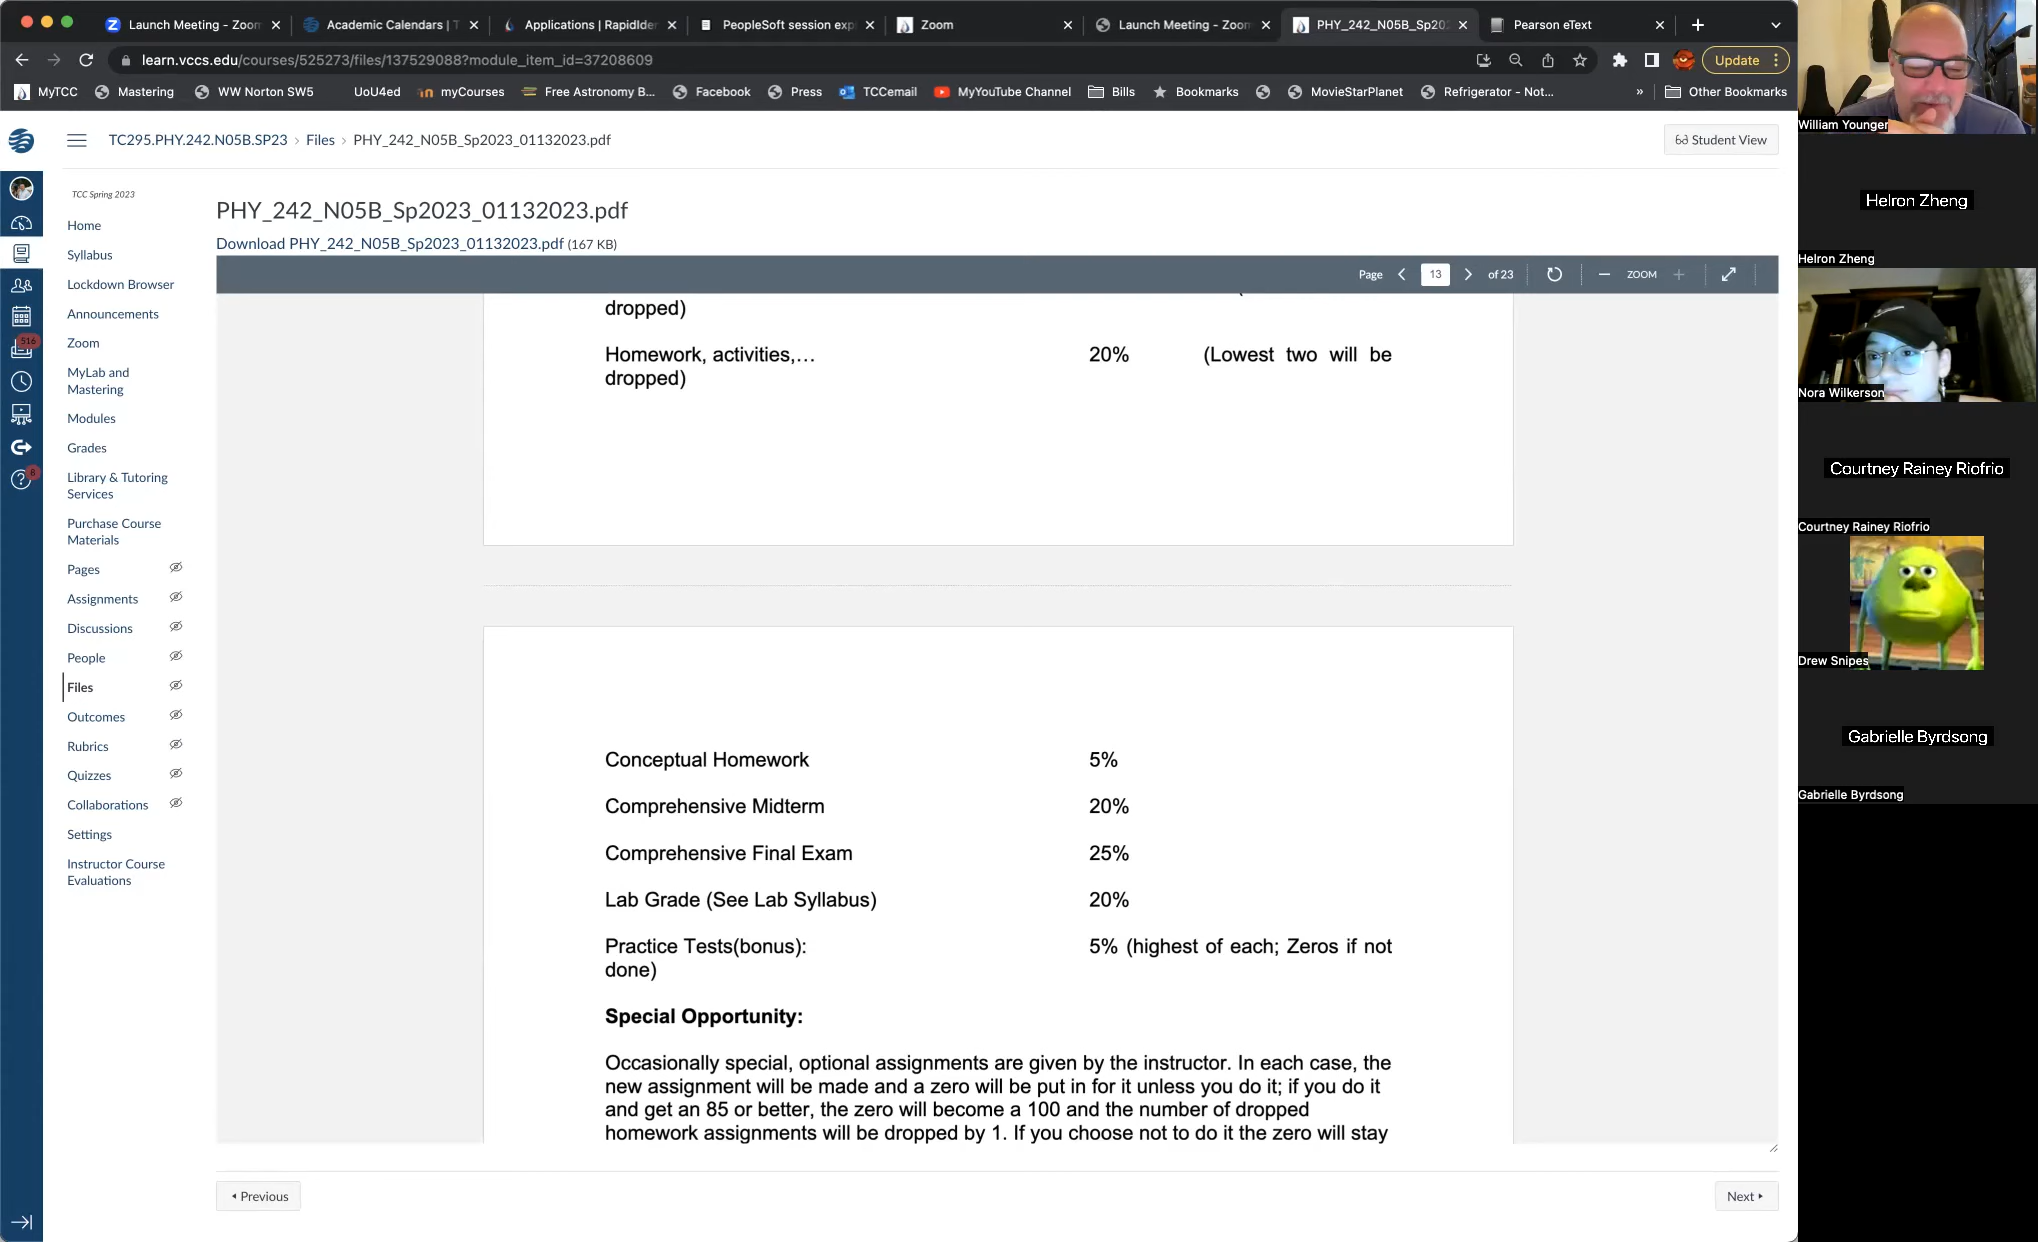 Launch Meeting - Zoom
Academic Calendars | T
Applications | RapidIder
PeopleSoft session exp
Zoom
Launch Meeting - Zoom
PHY_242_N05B_Sp202
Pearson eText
learn.vccs.edu/courses/525273/files/137529088?module_item_id=37208609
Update
MyTCC
Mastering
WW Norton SW5
UoU4ed
myCourses
Free Astronomy B...
Facebook
Press
TCCemail
MyYouTube Channel
Bills
Bookmarks
MovieStarPlanet
Refrigerator - Not...
»
Other Bookmarks
TC295.PHY.242.N05B.SP23 › Files › PHY_242_N05B_Sp2023_01132023.pdf
Student View
TCC Spring 2023
Home
Syllabus
Lockdown Browser
Announcements
Zoom
MyLab and
Mastering
Modules
Grades
Library & Tutoring
Services
Purchase Course
Materials
Pages
Assignments
Discussions
People
Files
Outcomes
Rubrics
Quizzes
Collaborations
Settings
Instructor Course
Evaluations
516
8
PHY_242_N05B_Sp2023_01132023.pdf
Download PHY_242_N05B_Sp2023_01132023.pdf (167 KB)
Page 13 of 23
ZOOM
dropped)
Homework, activities,… 20% (Lowest two will be
dropped)
Conceptual Homework 5%
Comprehensive Midterm 20%
Comprehensive Final Exam 25%
Lab Grade (See Lab Syllabus) 20%
Practice Tests(bonus): 5% (highest of each; Zeros if not
done)
Special Opportunity:
Occasionally special, optional assignments are given by the instructor. In each case, the
new assignment will be made and a zero will be put in for it unless you do it; if you do it
and get an 85 or better, the zero will become a 100 and the number of dropped
homework assignments will be dropped by 1. If you choose not to do it the zero will stay
Previous
Next
William Younger
Helron Zheng
Helron Zheng
Nora Wilkerson
Courtney Rainey Riofrio
Courtney Rainey Riofrio
Drew Snipes
Gabrielle Byrdsong
Gabrielle Byrdsong